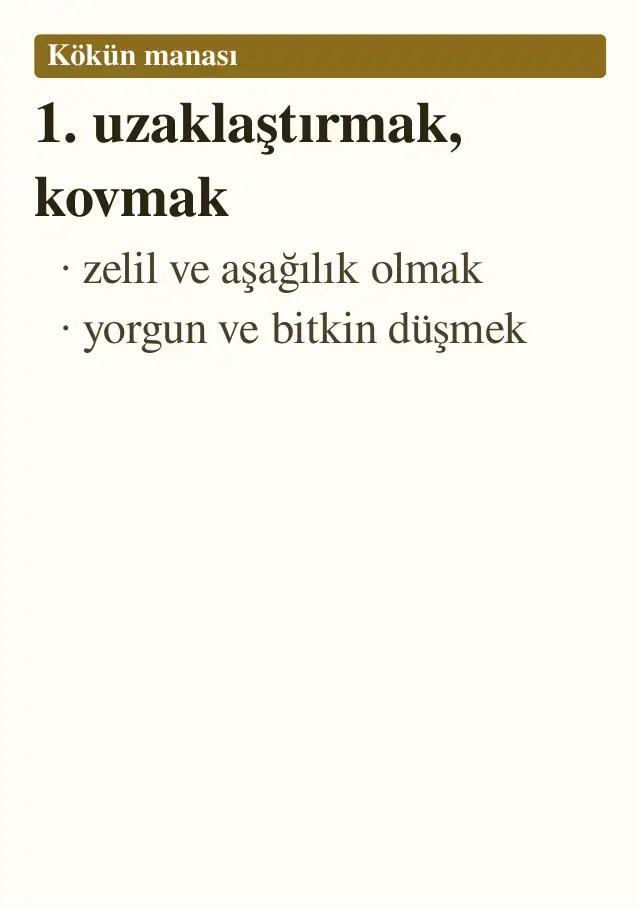 Kökün manası
1. uzaklaştırmak,
kovmak
· zelil ve aşağılık olmak
· yorgun ve bitkin düşmek